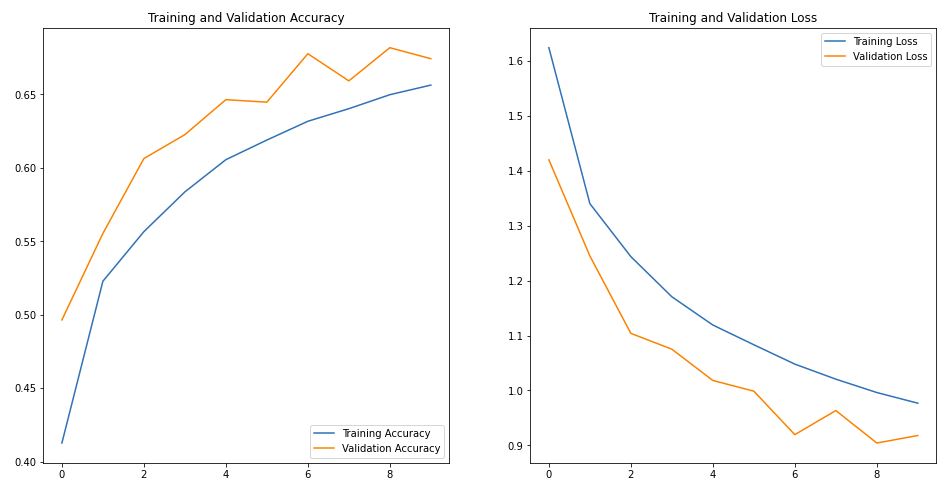 Training and Validation Accuracy
0.65
0.60
0.55
0.50
0.45
0.40
0 2 4 6 8
Training Accuracy
Validation Accuracy
Training and Validation Loss
1.6
1.5
1.4
1.3
1.2
1.1
1.0
0.9
0 2 4 6 8
Training Loss
Validation Loss